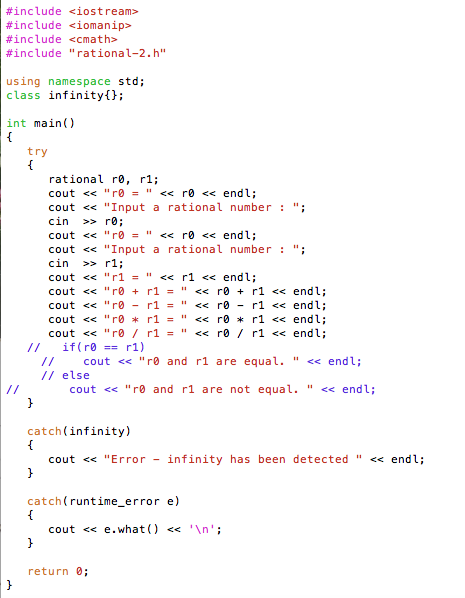 #include <iostream>
#include <iomanip>
#include <cmath>
#include "rational-2.h"

using namespace std;
class infinity{};

int main()
{
   try
   {
      rational r0, r1;
      cout << "r0 = " << r0 << endl;
      cout << "Input a rational number : ";
      cin  >> r0;
      cout << "r0 = " << r0 << endl;
      cout << "Input a rational number : ";
      cin  >> r1;
      cout << "r1 = " << r1 << endl;
      cout << "r0 + r1 = " << r0 + r1 << endl;
      cout << "r0 - r1 = " << r0 - r1 << endl;
      cout << "r0 * r1 = " << r0 * r1 << endl;
      cout << "r0 / r1 = " << r0 / r1 << endl;
   //   if(r0 == r1)
     //    cout << "r0 and r1 are equal. " << endl;
     // else
//       cout << "r0 and r1 are not equal. " << endl;
   }

   catch(infinity)
   {
      cout << "Error - infinity has been detected " << endl;
   }

   catch(runtime_error e)
   {
      cout << e.what() << '\n';
   }

   return 0;
}